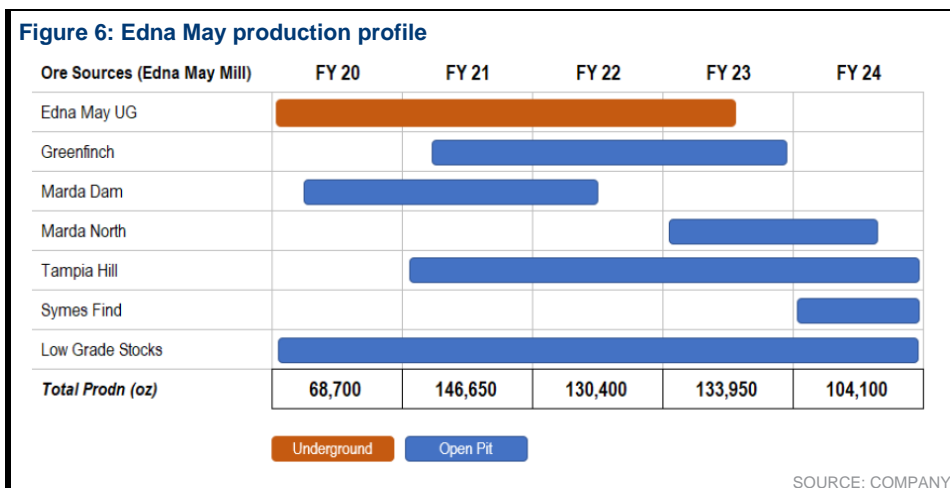 Figure 6: Edna May production profile
Ore Sources (Edna May Mill) FY 20 FY 21 FY 22 FY 23 FY 24
Edna May UG
Greenfinch
Marda Dam
Marda North
Tampia Hill
Symes Find
Low Grade Stocks
Total Prodn (oz) 68,700 146,650 130,400 133,950 104,100
Underground Open Pit
SOURCE: COMPANY